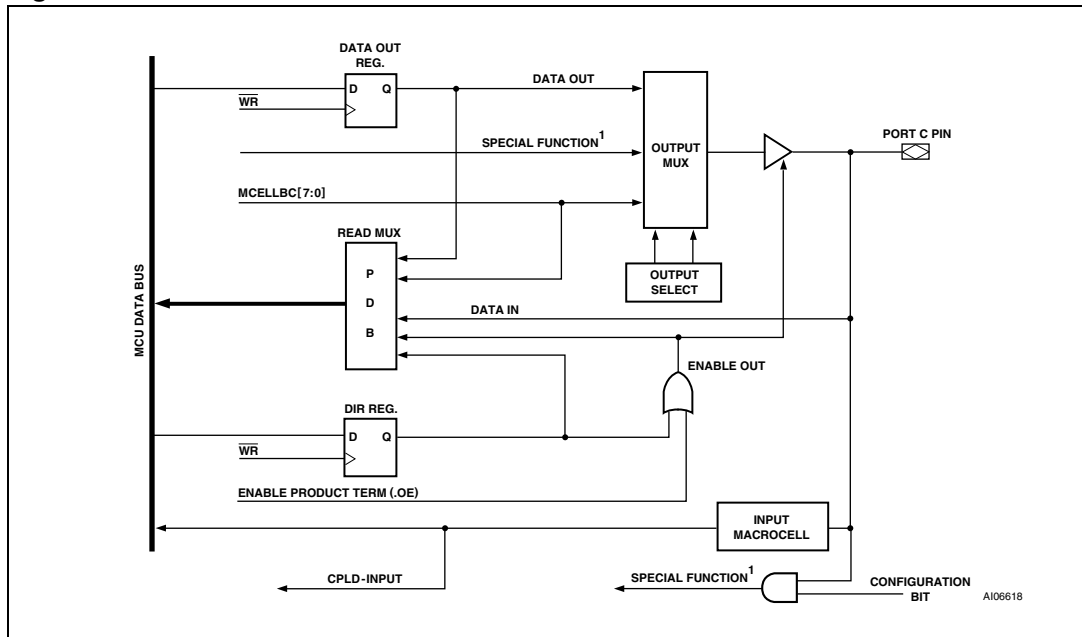 DATA OUT
REG.
D Q
WR
DATA OUT
SPECIAL FUNCTION1
OUTPUT
MUX
PORT C PIN
MCELLBC[7:0]
READ MUX
P
D
B
OUTPUT
SELECT
DATA IN
MCU DATA BUS
ENABLE OUT
DIR REG.
D Q
WR
ENABLE PRODUCT TERM (.OE)
INPUT
MACROCELL
CPLD-INPUT
SPECIAL FUNCTION1
CONFIGURATION
BIT
AI06618